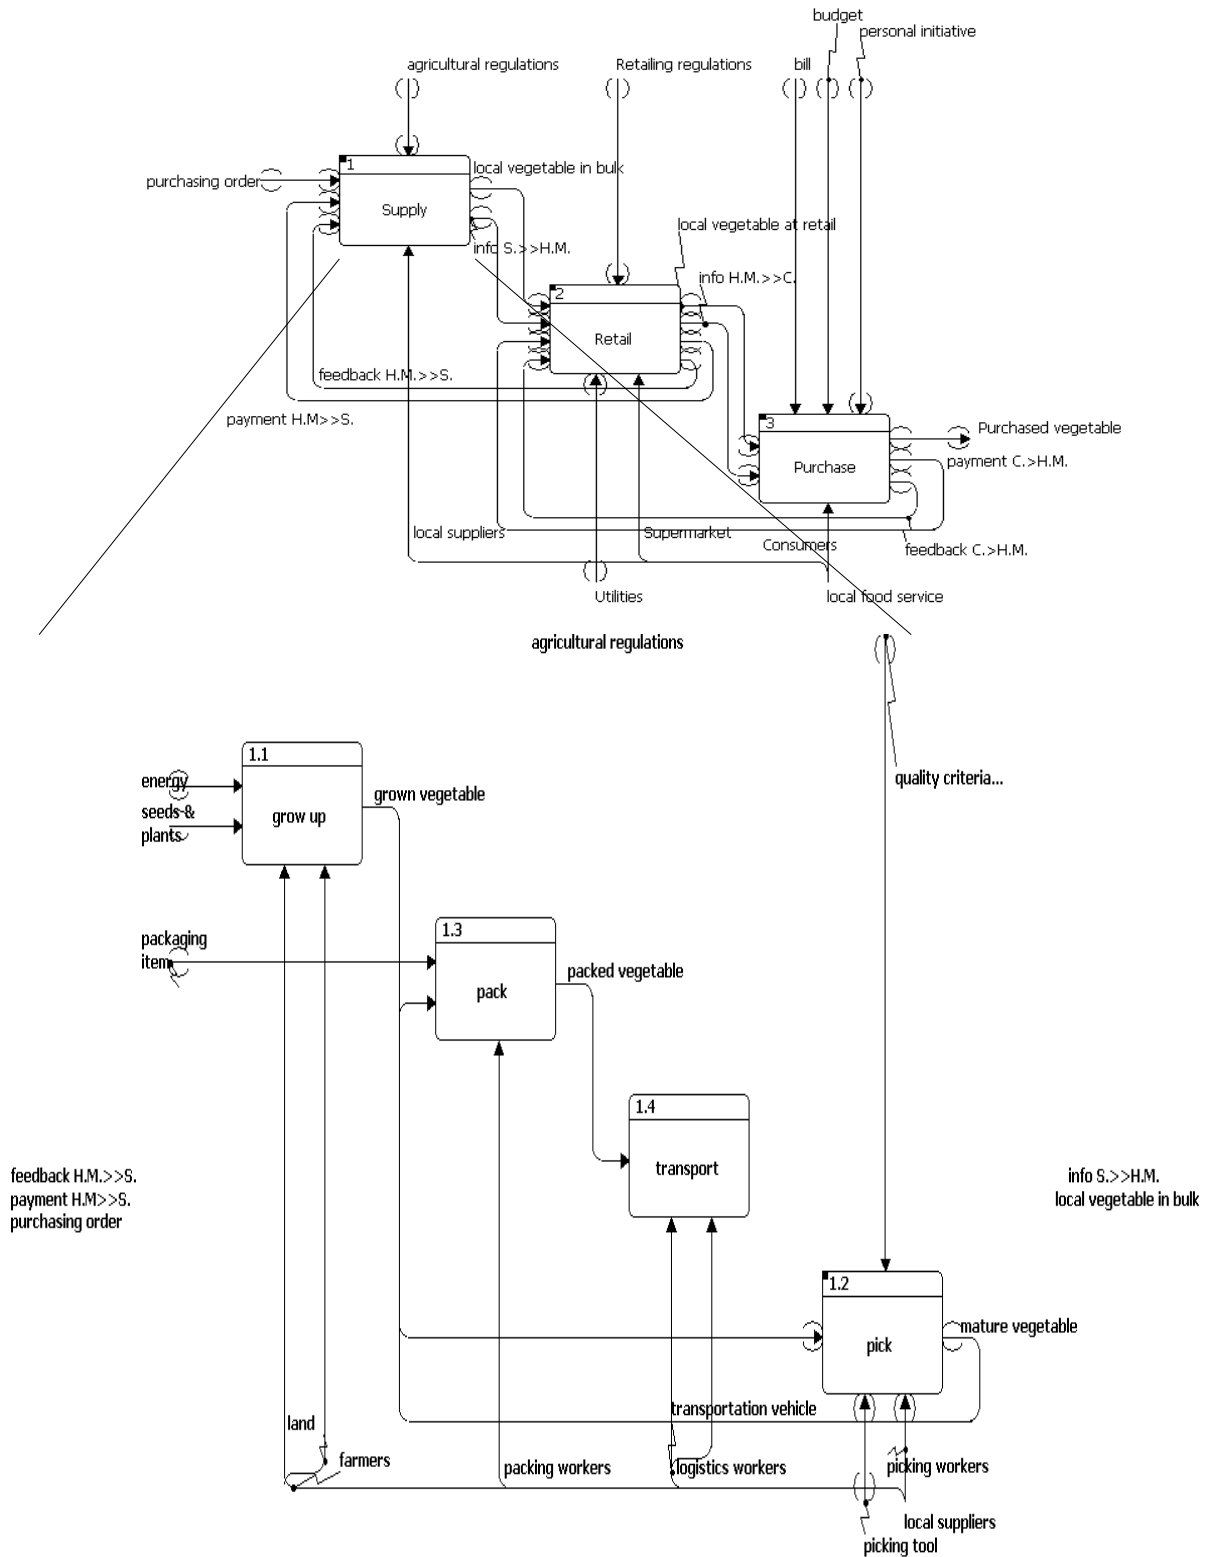 budget
personal initiative
agricultural regulations
Retailing regulations
bill
1
local vegetable in bulk
purchasing order
Supply
local vegetable at retail
info S.>>H.M.
info H.M.>>C.
2
Retail
feedback H.M.>>S.
payment H.M>>S.
3
Purchased vegetable
Purchase
payment C.>H.M.
local suppliers
Supermarket
Consumers
feedback C.>H.M.
Utilities
local food service
agricultural regulations
1.1
quality criteria...
energy
grown vegetable
seeds &
plants
grow up
1.3
packaging
item
packed vegetable
pack
1.4
transport
feedback H.M.>>S.
payment H.M>>S.
purchasing order
info S.>>H.M.
local vegetable in bulk
1.2
mature vegetable
pick
transportation vehicle
land
farmers
packing workers
logistics workers
picking workers
local suppliers
picking tool